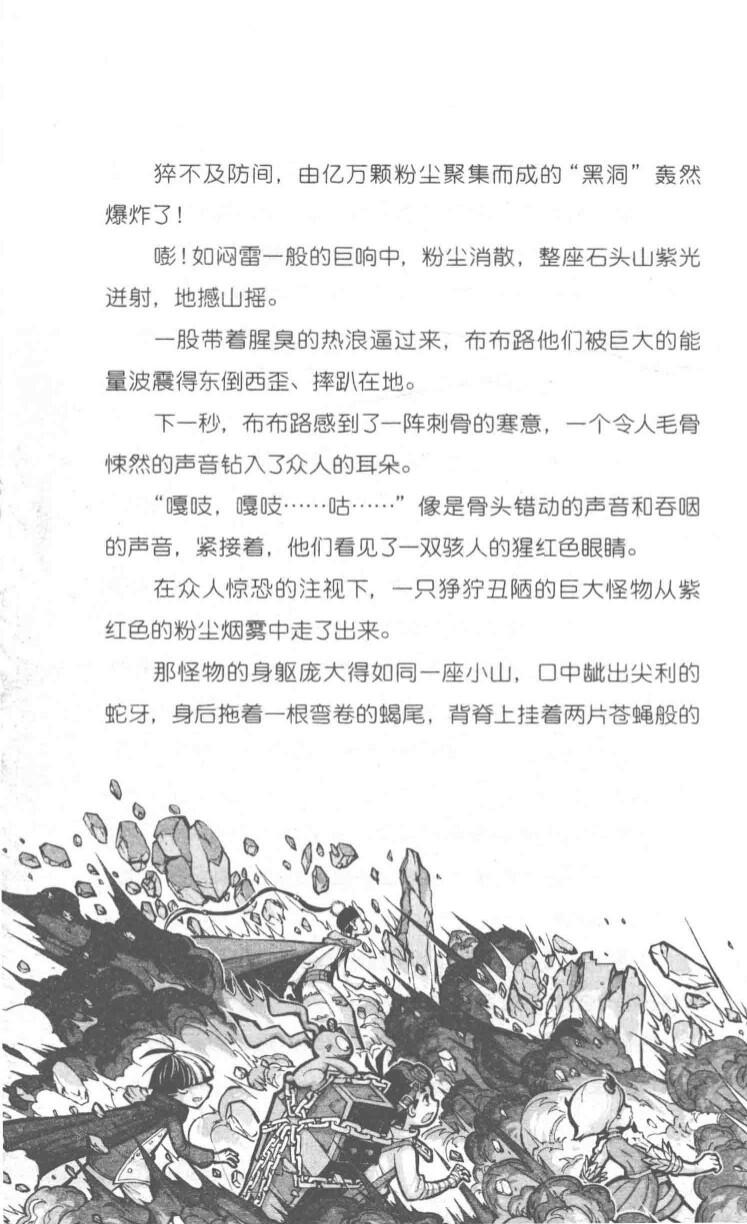 猝不及防间，由亿万颗粉尘聚集而成的“黑洞”轰然
爆炸了！
嘭！如闷雷一般的巨响中，粉尘消散，整座石头山紫光
迸射，地撼山摇。
一股带着腥臭的热浪逼过来，布布路他们被巨大的能
量波震得东倒西歪、摔趴在地。
下一秒，布布路感到了一阵刺骨的寒意，一个令人毛骨
悚然的声音钻入了众人的耳朵。
“嘎吱，嘎吱……咕……”像是骨头错动的声音和吞咽
的声音，紧接着，他们看见了一双骇人的猩红色眼睛。
在众人惊恐的注视下，一只狰狞丑陋的巨大怪物从紫
红色的粉尘烟雾中走了出来。
那怪物的身躯庞大得如同一座小山，口中龇出尖利的
蛇牙，身后拖着一根弯卷的蝎尾，背脊上挂着两片苍蝇般的